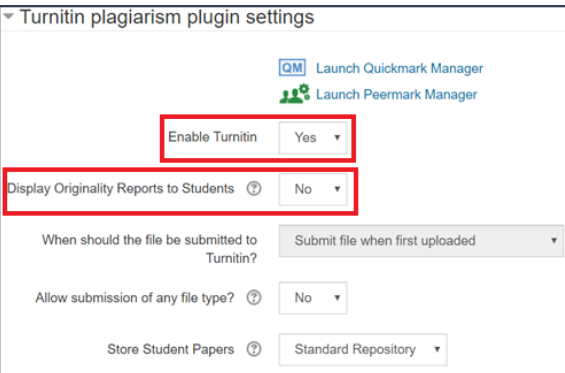 Turnitin plagiarism plugin settings
QM Launch Quickmark Manager
Launch Peermark Manager
Enable Turnitin Yes
Display Originality Reports to Students ? No
When should the file be submitted to Submit file when first uploaded
Turnitin?
Allow submission of any file type? ? No
Store Student Papers ? Standard Repository